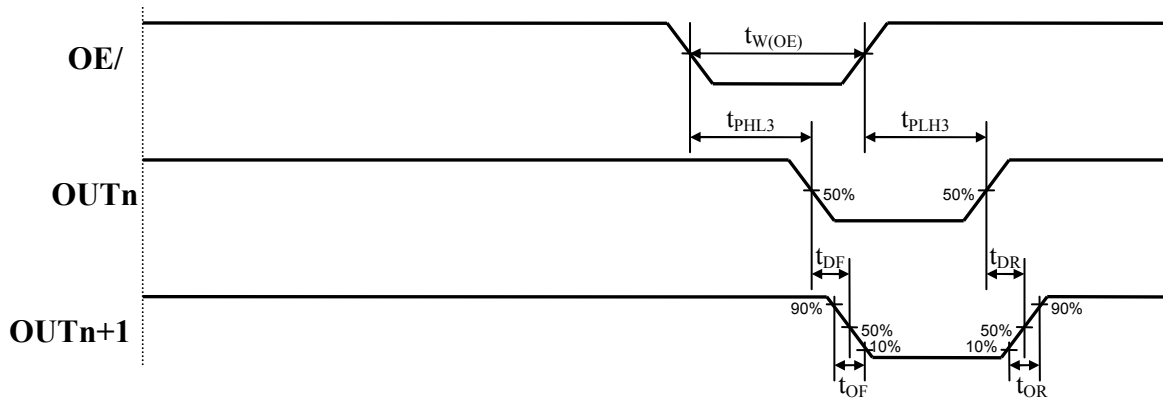 OE/
tW(OE)
tPHL3
tPLH3
OUTn
50%
50%
tDF
tDR
OUTn+1
90%
50%
10%
50%
10%
90%
tOF
tOR